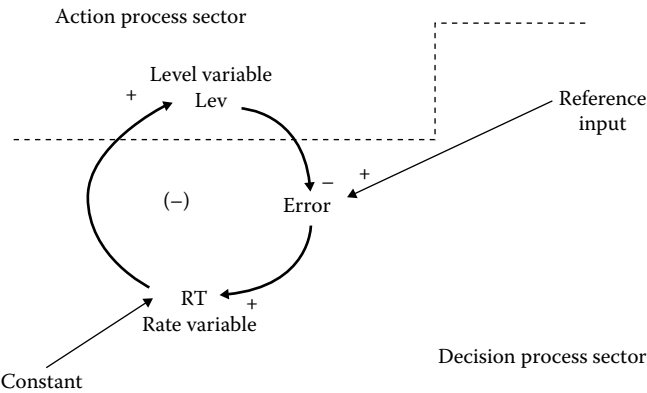 Action process sector
Level variable
+
Lev
Reference
input
–
+
(–)
Error
RT
+
Rate variable
Decision process sector
Constant